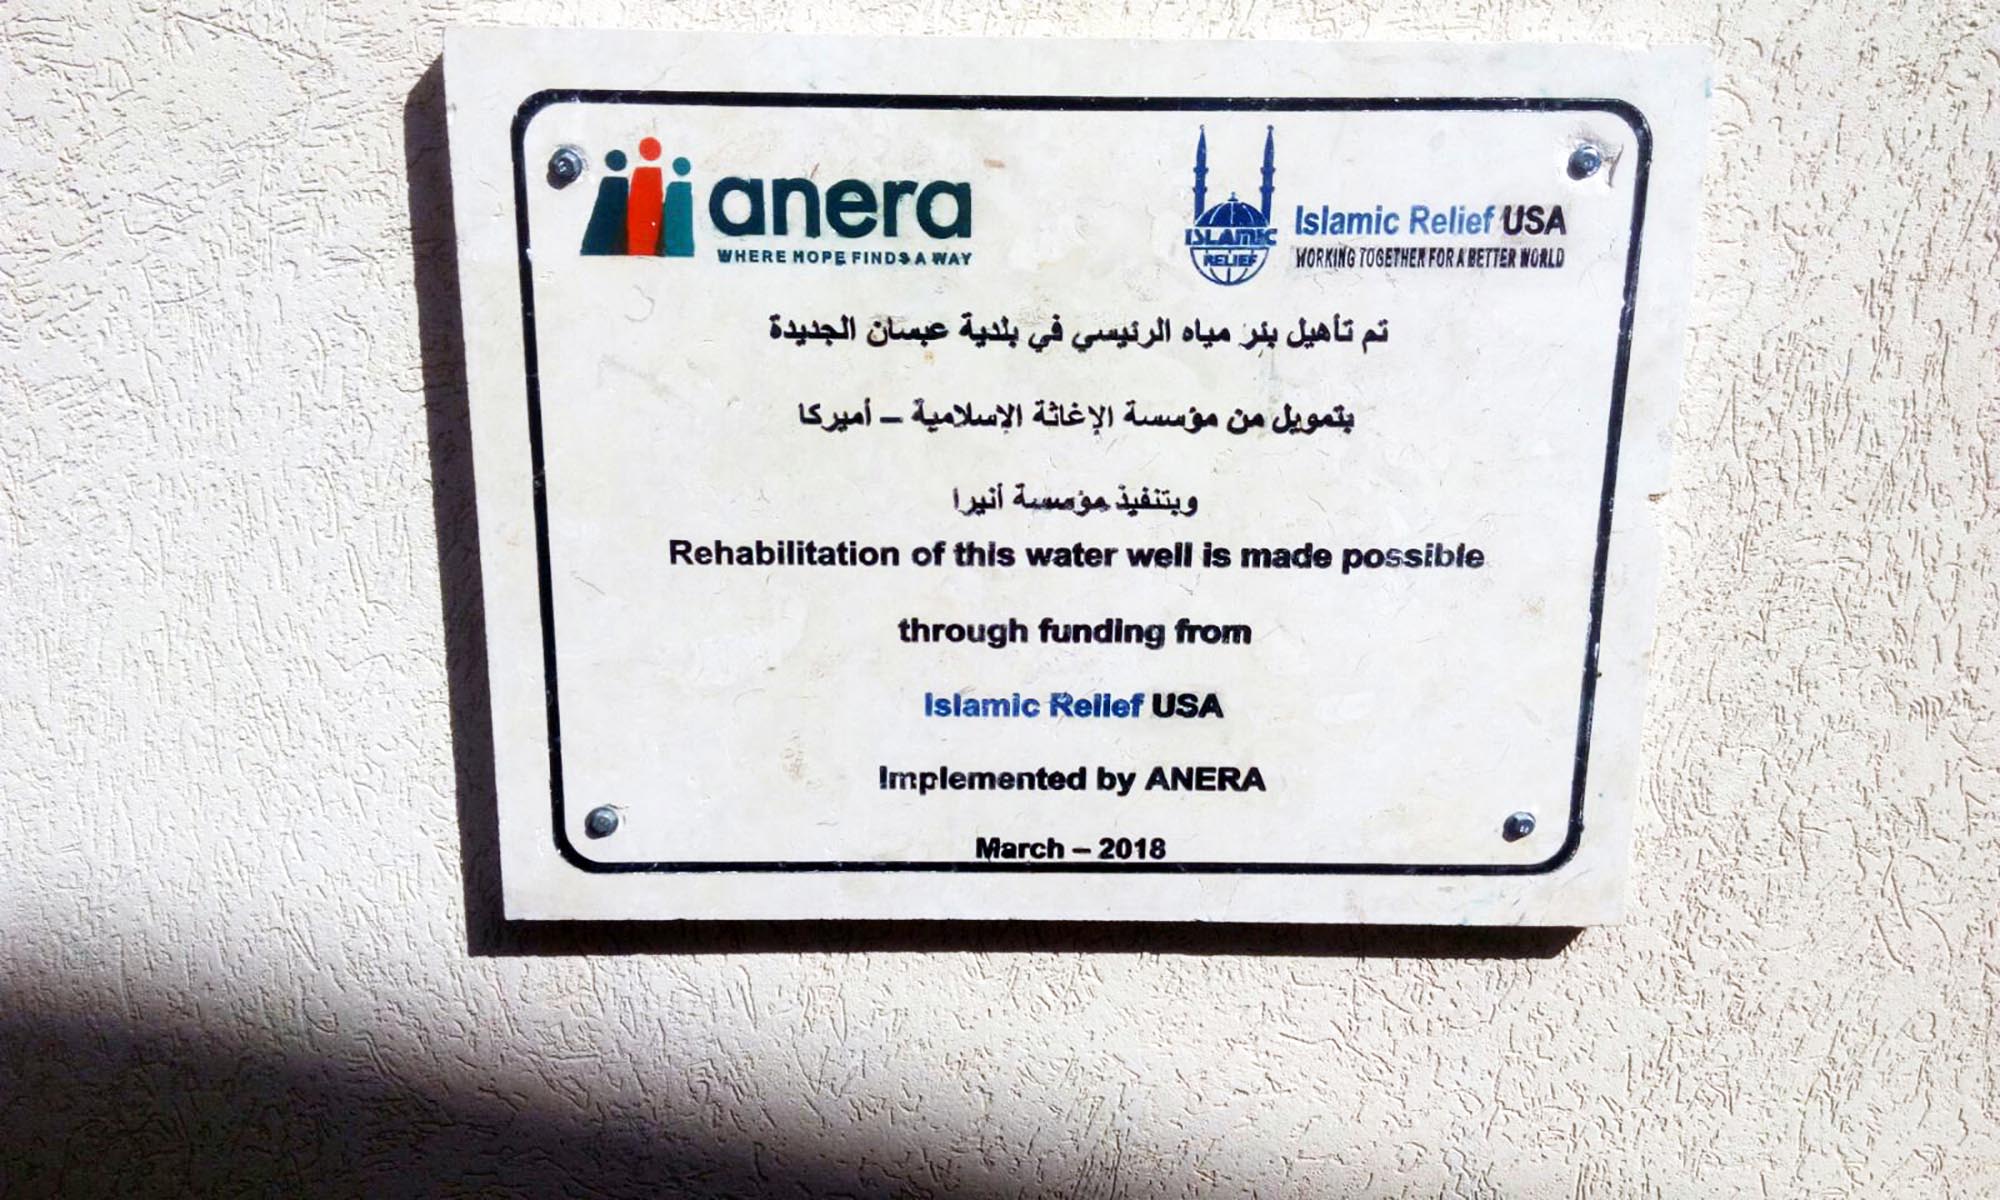 anera
WHERE HOPE FINDS A WAY
ISLAMIC
RELIEF
Islamic Relief USA
WORKING TOGETHER FOR A BETTER WORLD
تم تأهيل بئر مياه الرئيسي في بلدية عبسان الجديدة
بتمويل من مؤسسة الإغاثة الإسلامية – أميركا
وبتنفيذ مؤسسة أنيرا
Rehabilitation of this water well is made possible
through funding from
Islamic Relief USA
Implemented by ANERA
March – 2018